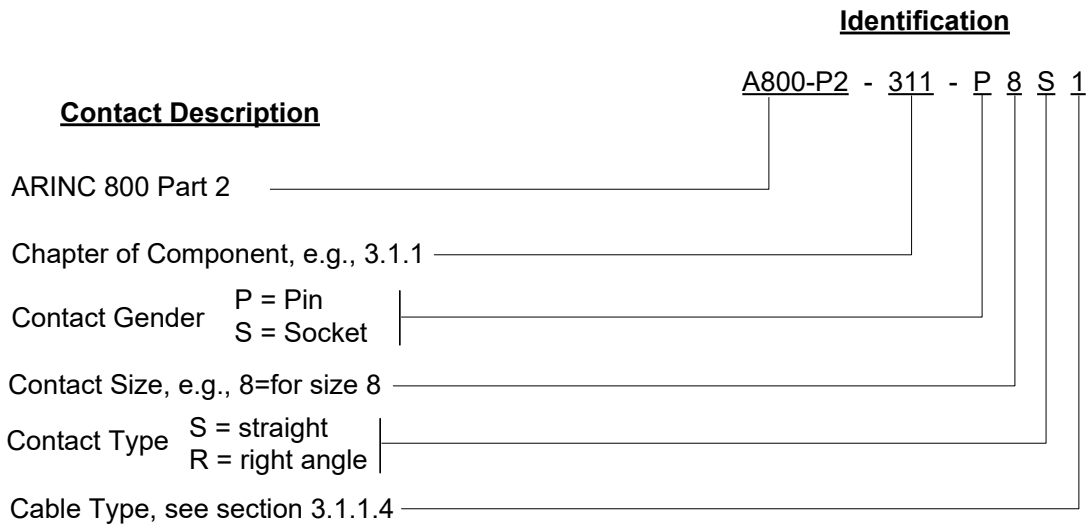 Identification
A800-P2 - 311 - P 8 S 1
Contact Description
ARINC 800 Part 2
Chapter of Component, e.g., 3.1.1
Contact Gender
P = Pin
S = Socket
Contact Size, e.g., 8=for size 8
Contact Type
S = straight
R = right angle
Cable Type, see section 3.1.1.4